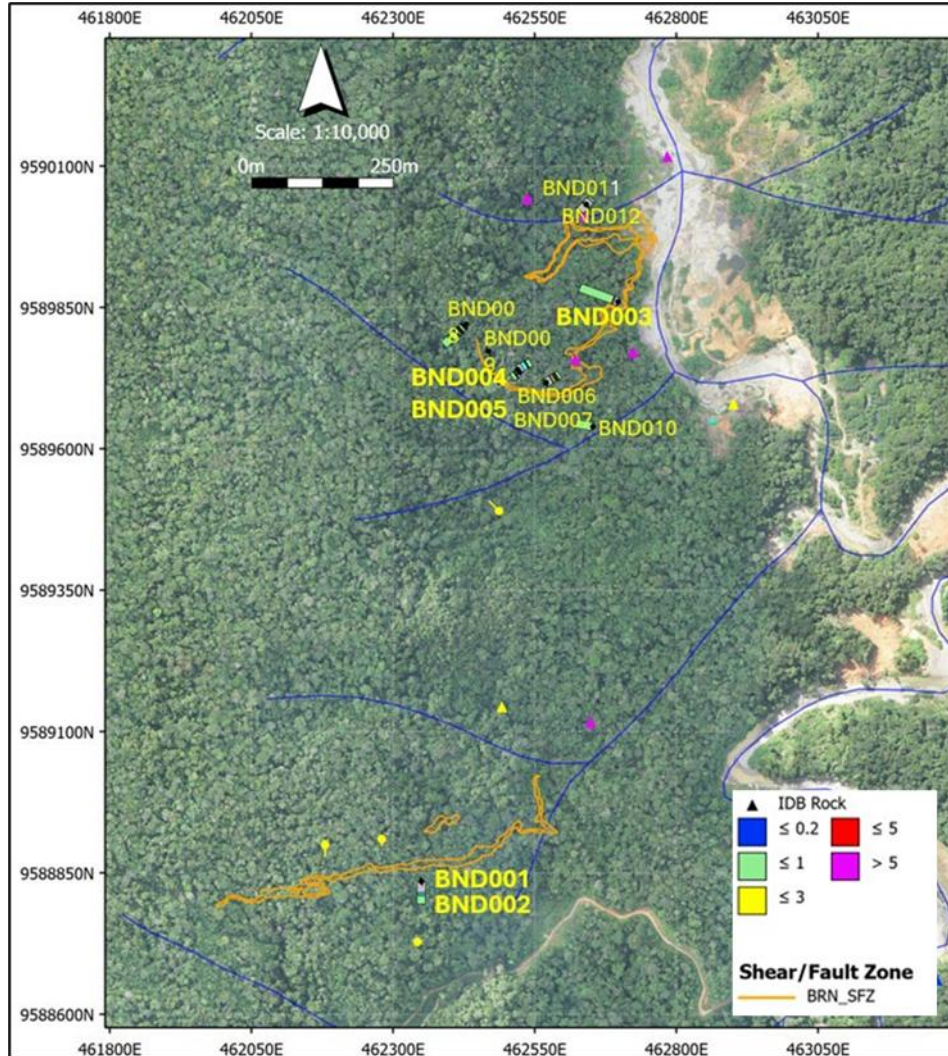 461800E 462050E 462300E 462550E 462800E 463050E
Scale: 1:10,000
0m 250m
9590100N
BND011
BND012
9589850N
BND003
BND00
BND00
BND004
BND006
BND005
BND007
BND010
9589600N
9589350N
9589100N
9588850N
BND001
BND002
9588600N
IDB Rock
≤ 0.2 ≤ 5
≤ 1 > 5
≤ 3
Shear/Fault Zone
BRN_SFZ
461800E 462050E 462300E 462550E 462800E 463050E